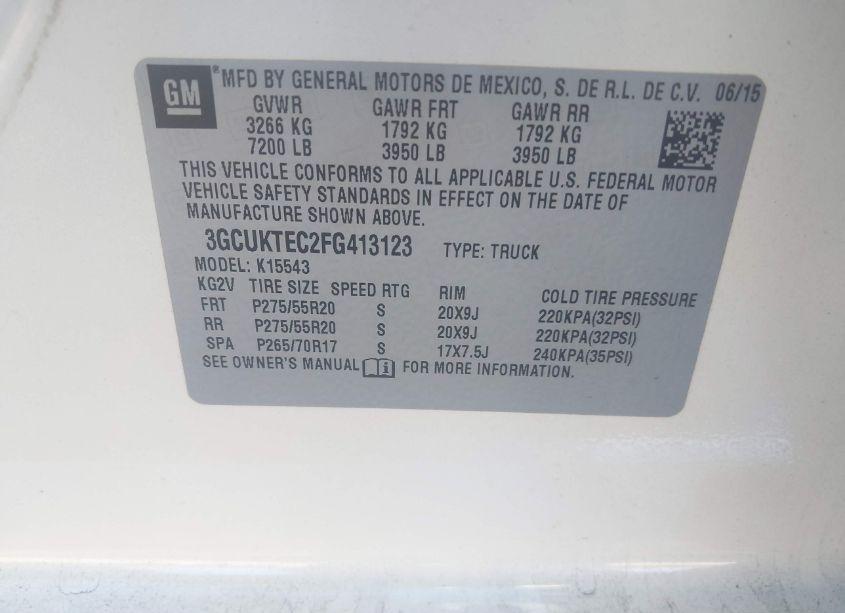 GM
®MFD BY GENERAL MOTORS DE MEXICO, S. DE R.L. DE C.V. 06/15
GVWR GAWR FRT GAWR RR
3266 KG 1792 KG 1792 KG
7200 LB 3950 LB 3950 LB
THIS VEHICLE CONFORMS TO ALL APPLICABLE U.S. FEDERAL MOTOR
VEHICLE SAFETY STANDARDS IN EFFECT ON THE DATE OF
MANUFACTURE SHOWN ABOVE.
3GCUKTEC2FG413123 TYPE: TRUCK
MODEL: K15543
KG2V TIRE SIZE SPEED RTG RIM COLD TIRE PRESSURE
FRT P275/55R20 S 20X9J 220KPA(32PSI)
RR P275/55R20 S 20X9J 220KPA(32PSI)
SPA P265/70R17 S 17X7.5J 240KPA(35PSI)
SEE OWNER'S MANUAL i FOR MORE INFORMATION.